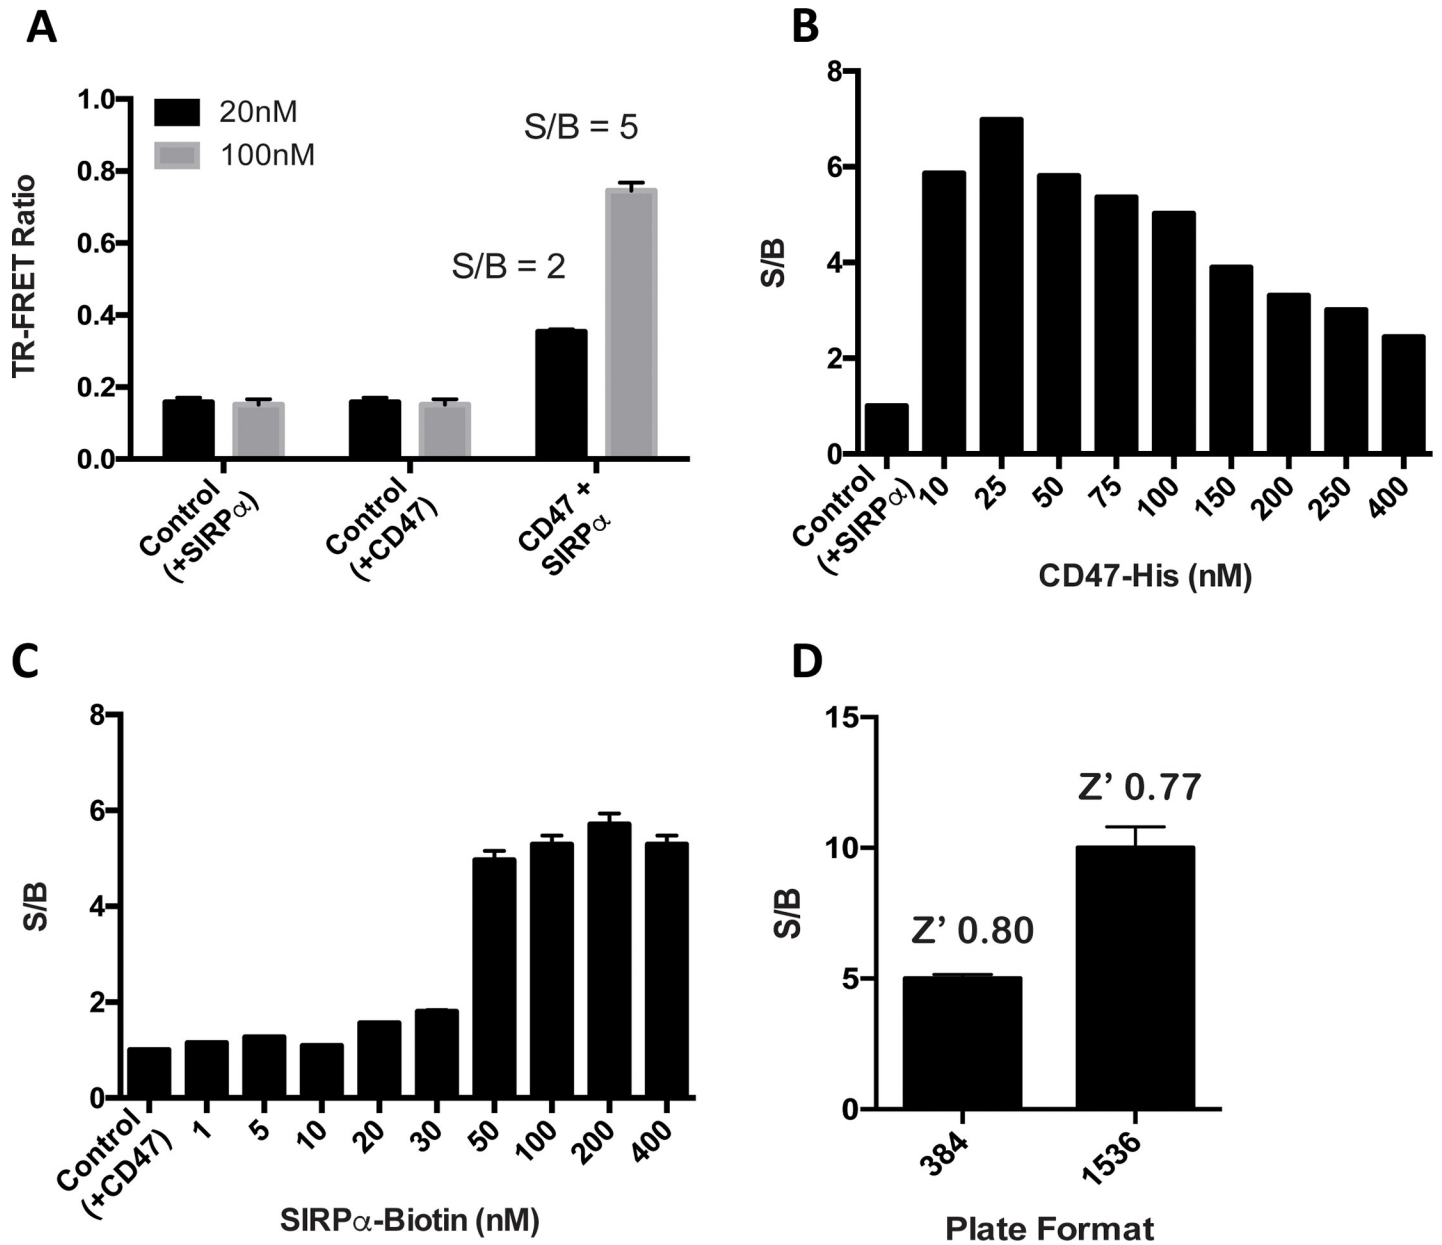 A
1.0
0.8
0.6
0.4
0.2
0.0
TR-FRET Ratio
20nM
100nM
S/B = 5
S/B = 2
Control
(+SIRPα)
Control
(+CD47)
CD47 +
SIRPα
B
8
6
4
2
0
S/B
Control
(+SIRPα)
10
25
50
75
100
150
200
250
400
CD47-His (nM)
C
8
6
4
2
0
S/B
Control
(+CD47)
1
5
10
20
30
50
100
200
400
SIRPα-Biotin (nM)
D
15
10
5
0
S/B
Z’ 0.80
Z’ 0.77
384
1536
Plate Format